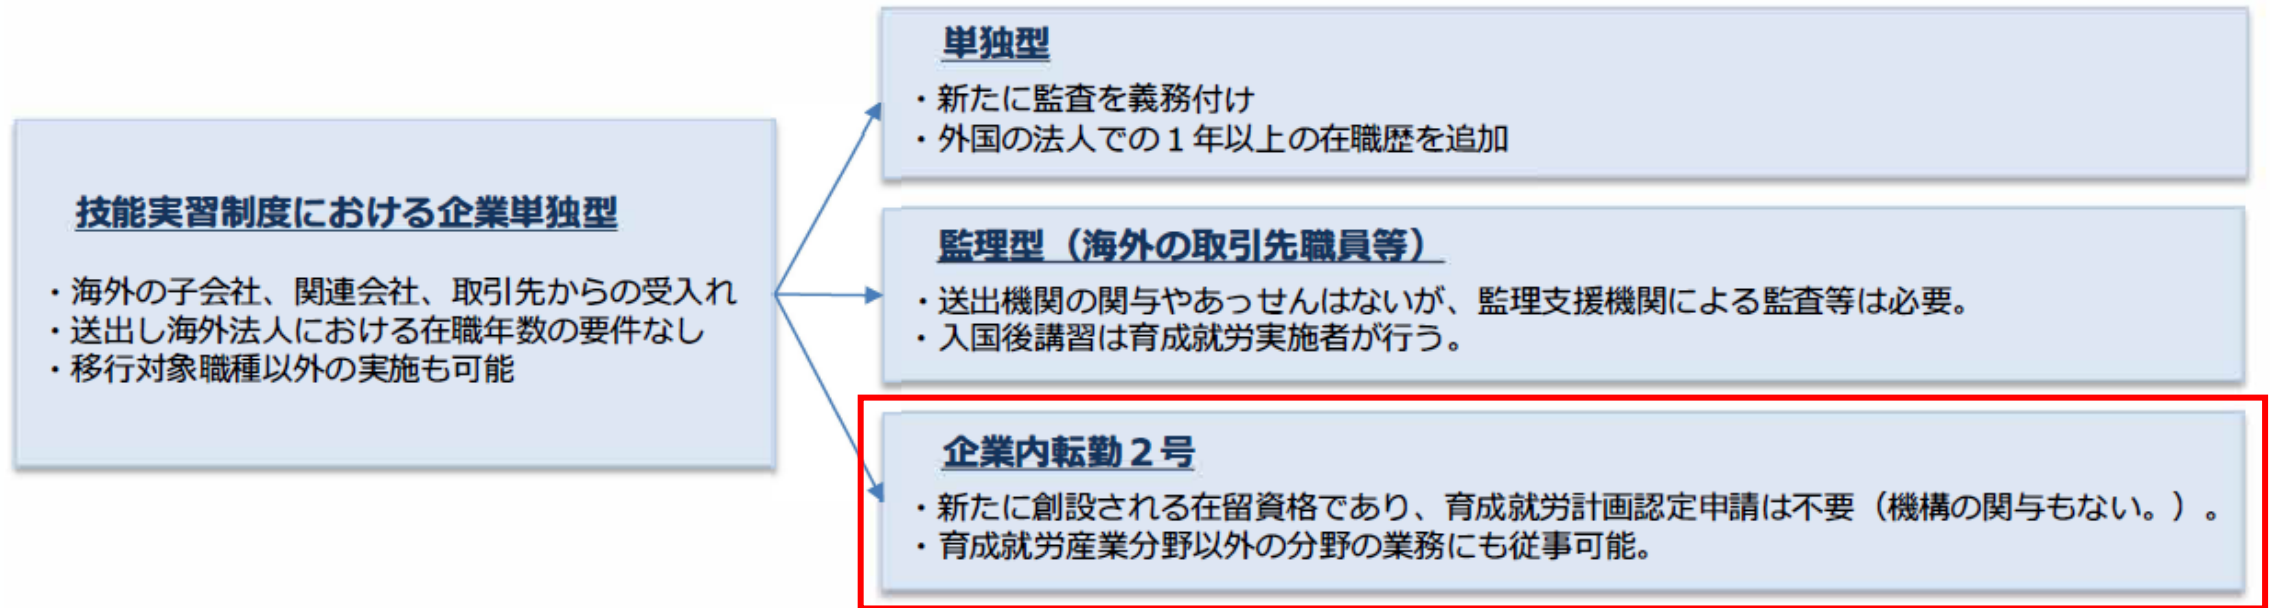 技能実習制度における企業単独型
・海外の子会社、関連会社、取引先からの受入れ
・送出し海外法人における在職年数の要件なし
・移行対象職種以外の実施も可能
単独型
・新たに監査を義務付け
・外国の法人での１年以上の在職歴を追加
監理型（海外の取引先職員等）
・送出機関の関与やあっせんはないが、監理支援機関による監査等は必要。
・入国後講習は育成就労実施者が行う。
企業内転勤２号
・新たに創設される在留資格であり、育成就労計画認定申請は不要（機構の関与もない。）。
・育成就労産業分野以外の分野の業務にも従事可能。